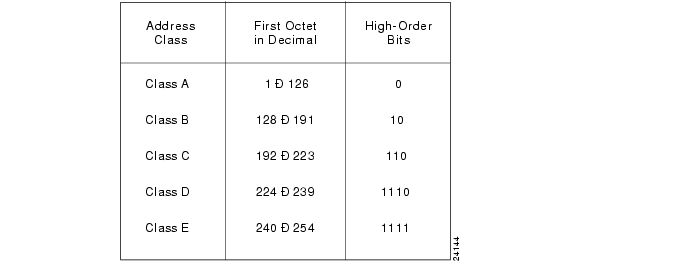 Address Class
First Octet in Decimal
High-Order Bits
Class A 1 Ð 126 0
Class B 128 Ð 191 10
Class C 192 Ð 223 110
Class D 224 Ð 239 1110
Class E 240 Ð 254 1111
24144